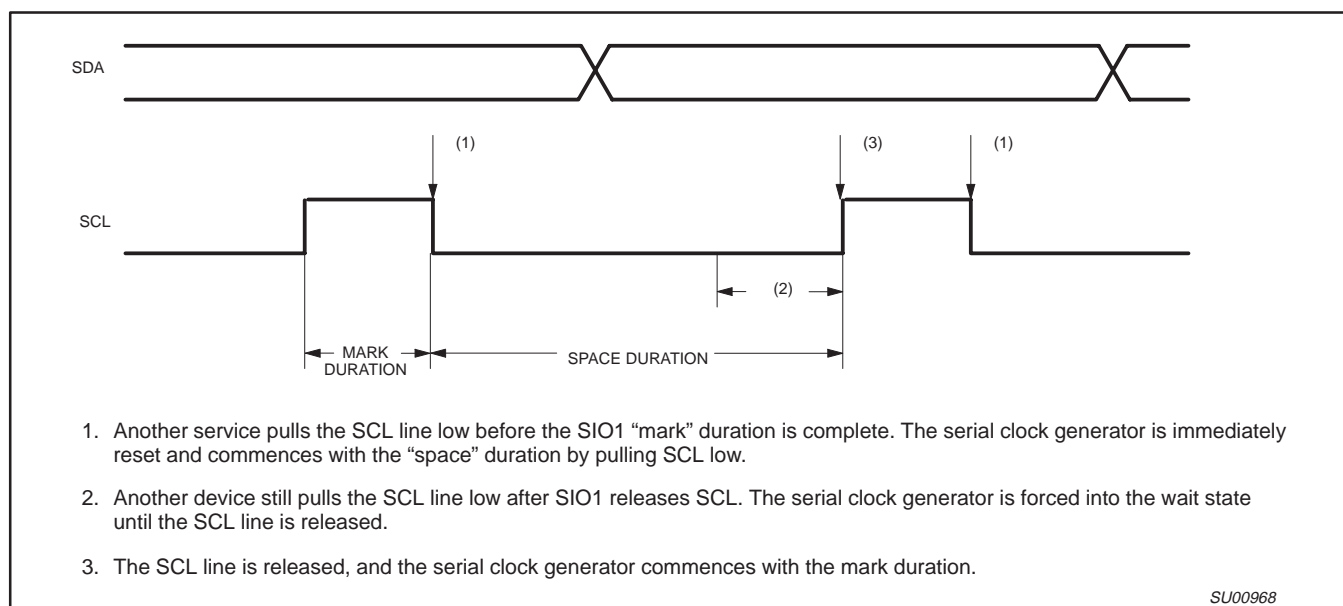 SDA
(1)
(3)
(1)
SCL
(2)
MARK
DURATION
SPACE DURATION
1. Another service pulls the SCL line low before the SIO1 “mark” duration is complete. The serial clock generator is immediately
reset and commences with the “space” duration by pulling SCL low.
2. Another device still pulls the SCL line low after SIO1 releases SCL. The serial clock generator is forced into the wait state
until the SCL line is released.
3. The SCL line is released, and the serial clock generator commences with the mark duration.
SU00968